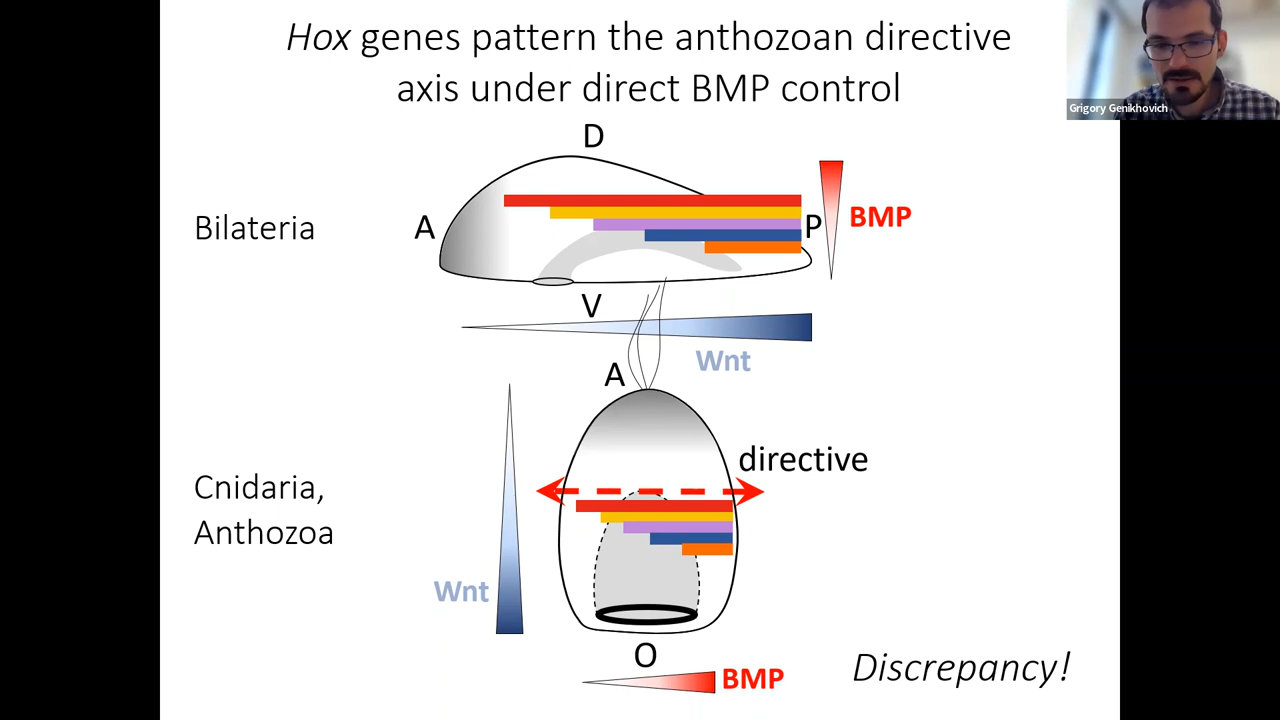 Hox genes pattern the anthozoan directive
axis under direct BMP control
Grigory Genikhovich
D
Bilateria
A
P
BMP
V
Wnt
A
directive
Cnidaria,
Anthozoa
Wnt
O
BMP
Discrepancy!